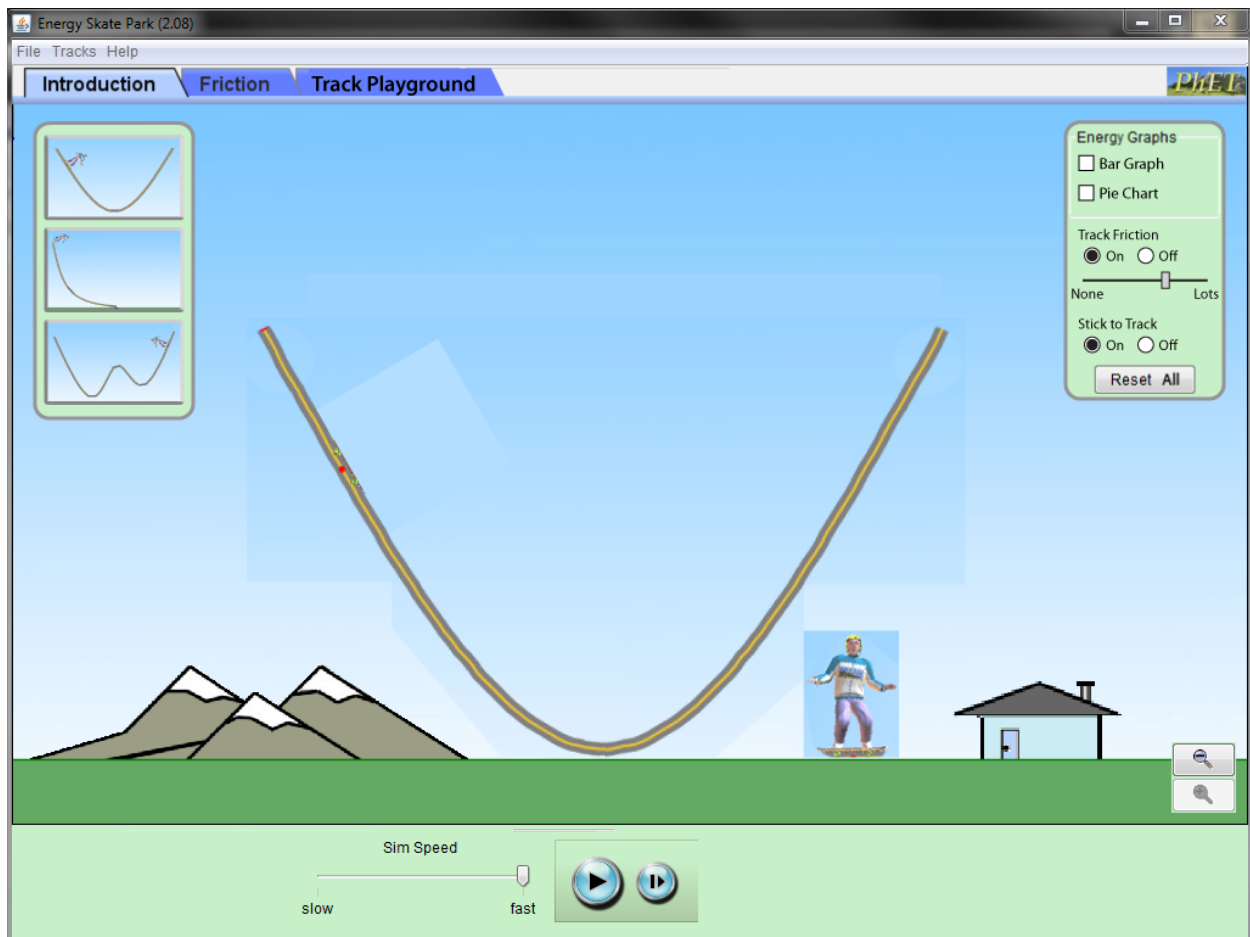 Energy Skate Park (2.08)
File Tracks Help
Introduction Friction Track Playground
PhET
Energy Graphs
Bar Graph
Pie Chart
Track Friction
On Off
None Lots
Stick to Track
On Off
Reset All
Sim Speed
slow fast